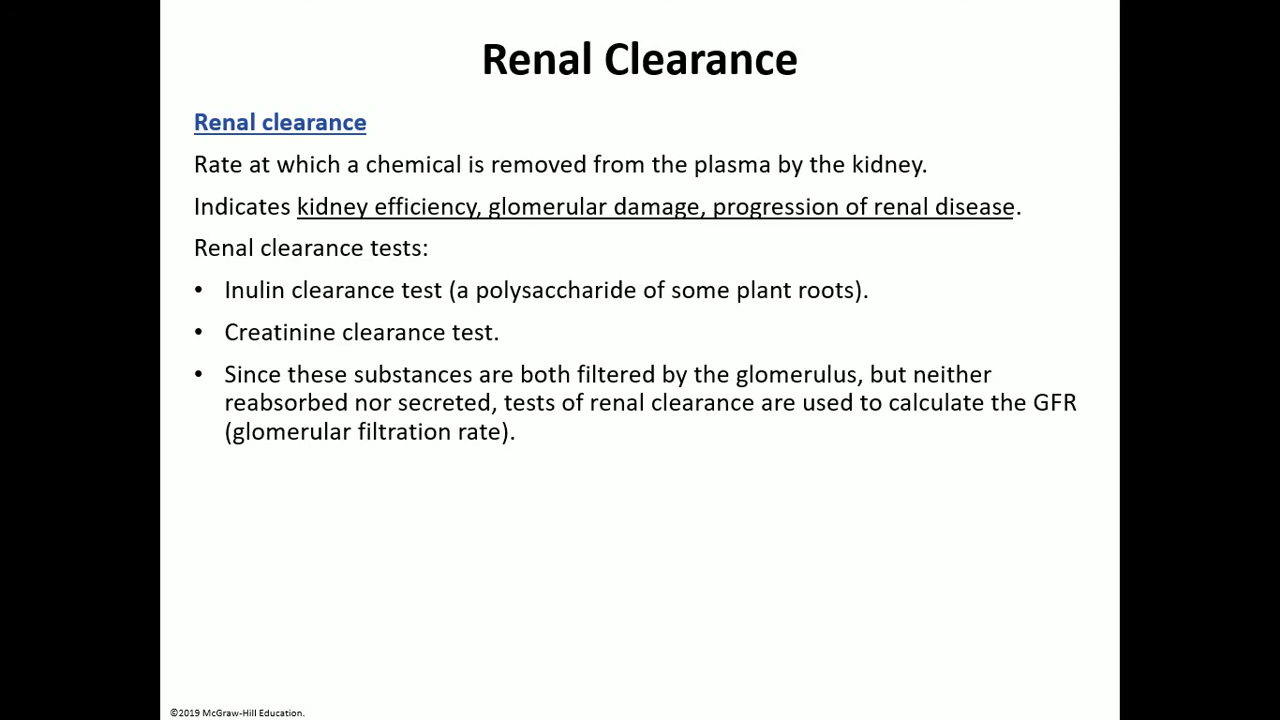 Renal Clearance
Renal clearance
Rate at which a chemical is removed from the plasma by the kidney.
Indicates kidney efficiency, glomerular damage, progression of renal disease.
Renal clearance tests:
• Inulin clearance test (a polysaccharide of some plant roots).
• Creatinine clearance test.
• Since these substances are both filtered by the glomerulus, but neither
reabsorbed nor secreted, tests of renal clearance are used to calculate the GFR
(glomerular filtration rate).
©2019 McGraw-Hill Education.